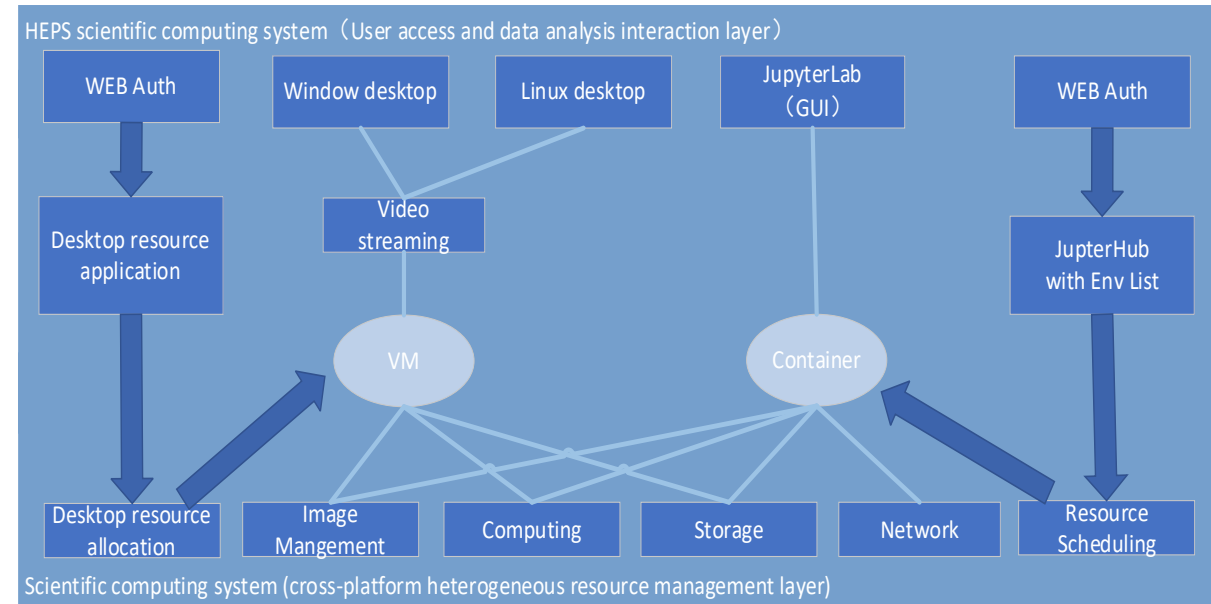 HEPS scientific computing system（User access and data analysis interaction layer）
WEB Auth
Window desktop
Linux desktop
JupyterLab
（GUI）
WEB Auth
Desktop resource
application
Video
streaming
JupterHub
with Env List
VM
Container
Desktop resource
allocation
Image
Mangement
Computing
Storage
Network
Resource
Scheduling
Scientific computing system (cross-platform heterogeneous resource management layer)